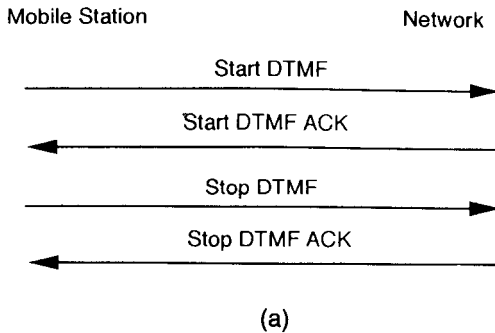 Mobile Station Network
Start DTMF
Start DTMF ACK
Stop DTMF
Stop DTMF ACK
(a)